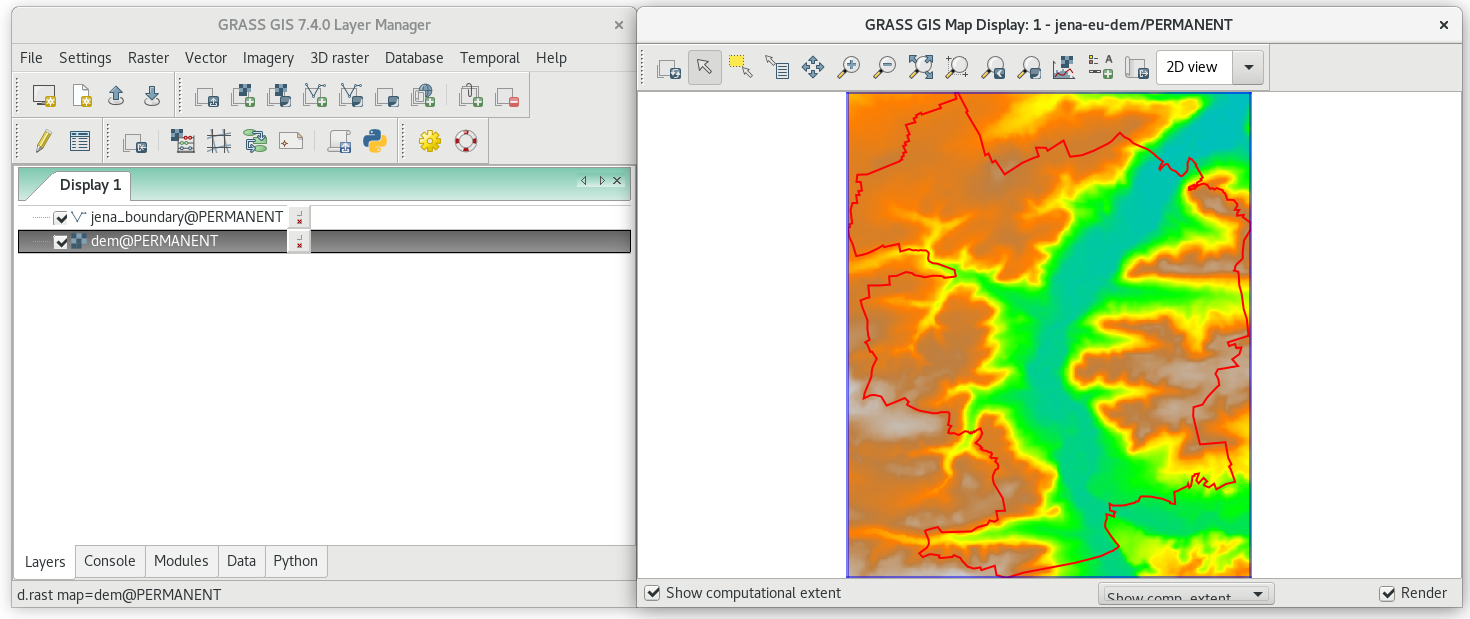 GRASS GIS 7.4.0 Layer Manager
File Settings Raster Vector Imagery 3D raster Database Temporal Help
Display 1
jena_boundary@PERMANENT
dem@PERMANENT
Layers Console Modules Data Python
d.rast map=dem@PERMANENT
GRASS GIS Map Display: 1 - jena-eu-dem/PERMANENT
2D view
Show computational extent
Show comp. extent
Render